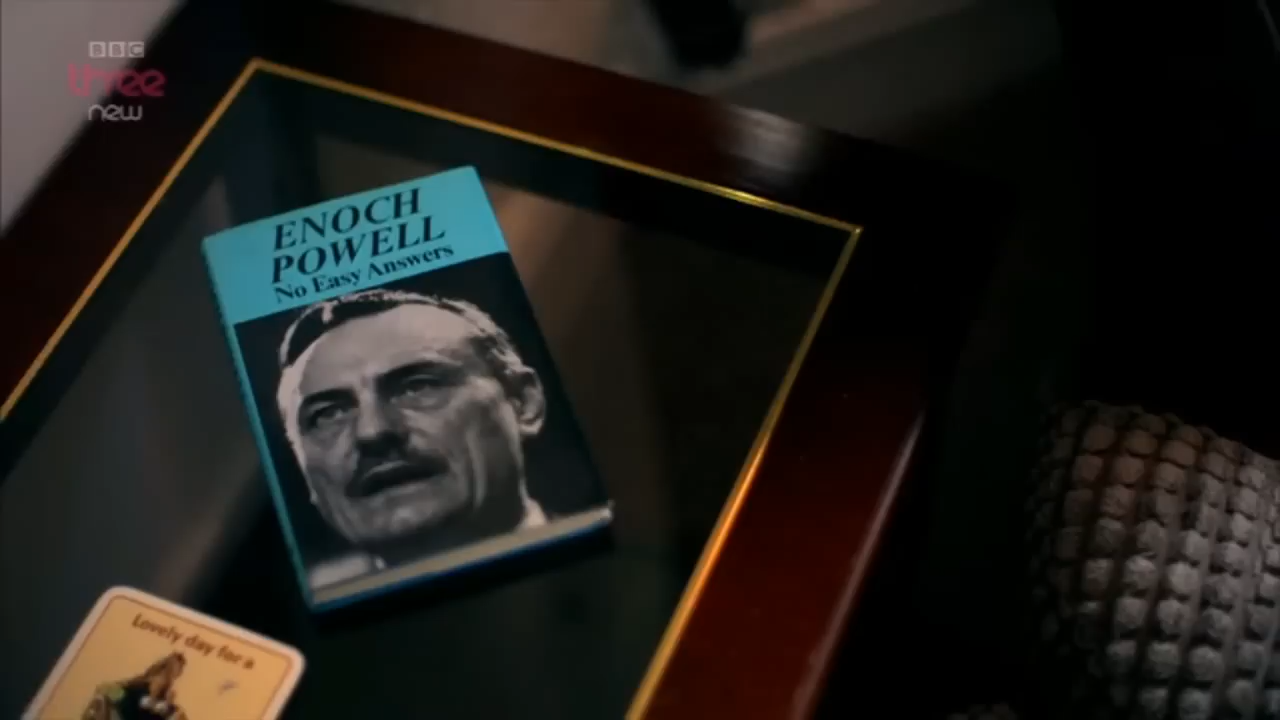 BBC
three
new
ENOCH
POWELL
No Easy Answers
Lovely day for a